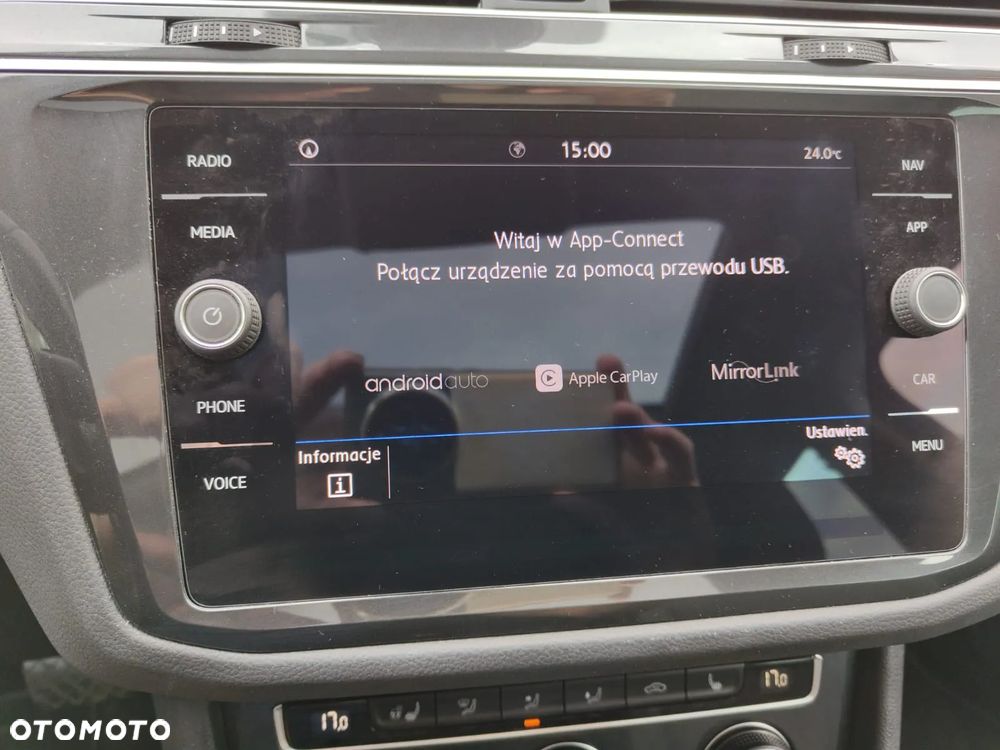 15:00
24.0°C
RADIO
NAV
MEDIA
APP
Witaj w App-Connect
Połącz urządzenie za pomocą przewodu USB.
androidauto
Apple CarPlay
MirrorLink
CAR
PHONE
Ustawien.
MENU
Informacje
i
VOICE
17.0
17.0
OTOMOTO